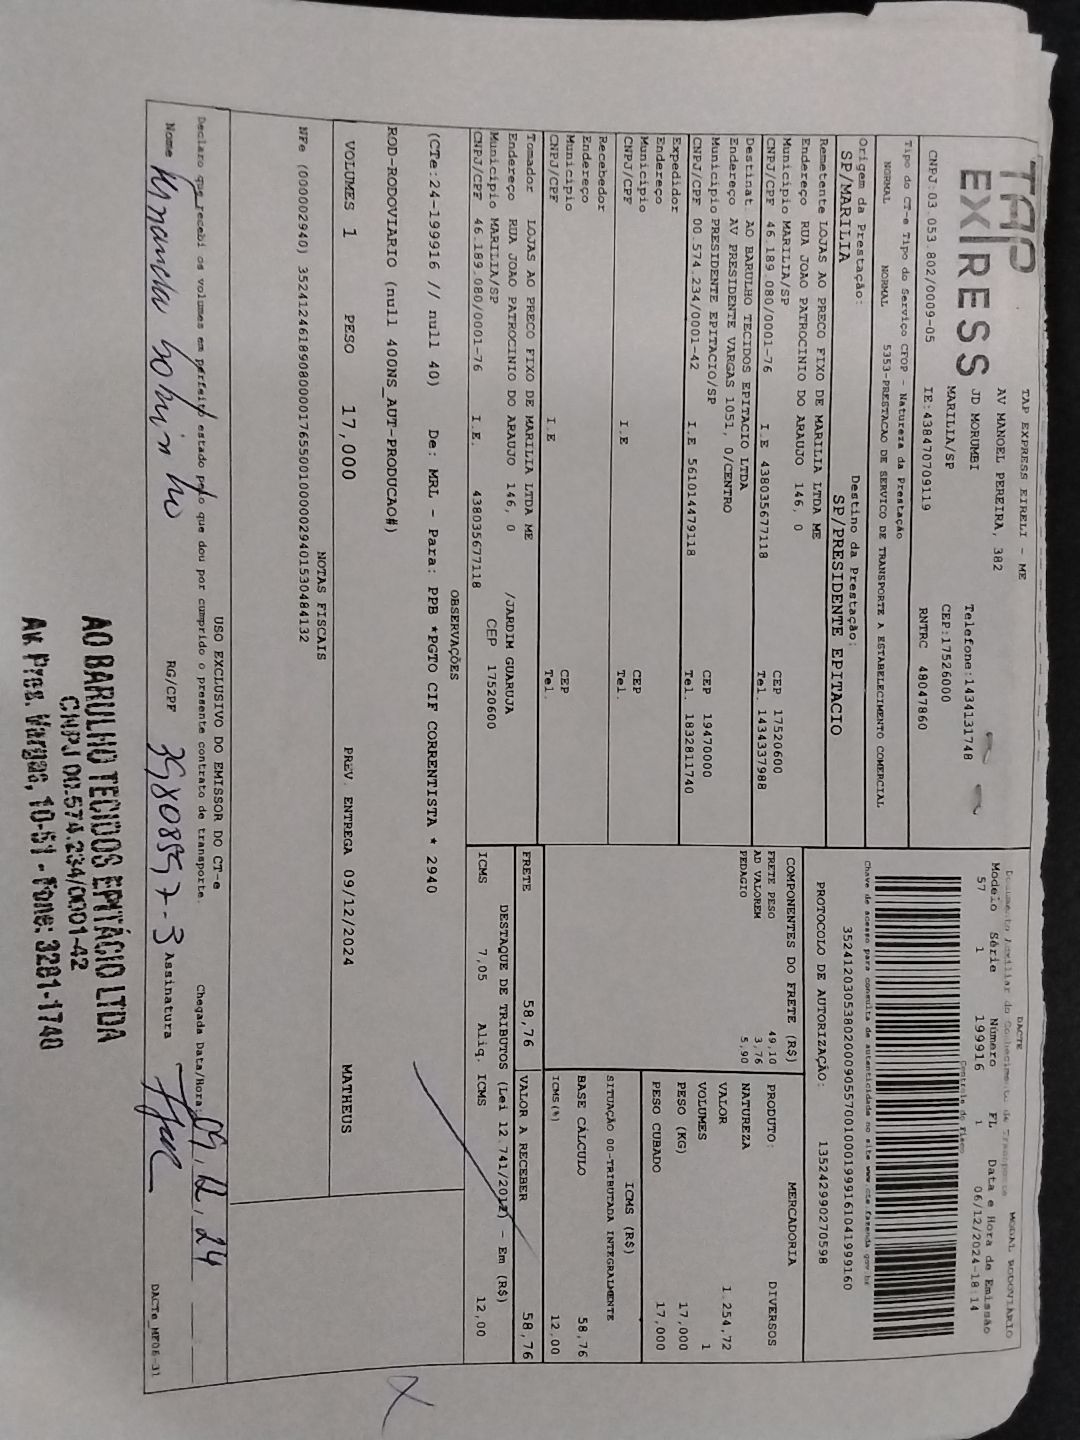 TAP
EXPRESS
TAP EXPRESS EIRELI - ME
AV MANOEL PEREIRA, 382
JD MORUMBI
MARILIA/SP
Telefone:1434131748
CEP:17526000
CNPJ:03.053.802/0009-05 IE:438470709119 RNTRC 48047860
Tipo do CT-e Tipo do Serviço CFOP - Natureza da Prestação
NORMAL NORMAL 5353-PRESTACAO DE SERVICO DE TRANSPORTE A ESTABELECIMENTO COMERCIAL
Origem da Prestação: Destino da Prestação:
SP/MARILIA SP/PRESIDENTE EPITACIO
DACTE MODAL RODOVIÁRIO
Documento Auxiliar do Conhecimento de Transporte
Modelo Série Número FL Data e Hora de Emissão
57 1 199916 1 06/12/2024-18:14
Controle do Fisco
Chave de acesso para consulta de autenticidade no site www.cte.fazenda.gov.br
35241203053802000905570010001999161041999160
PROTOCOLO DE AUTORIZAÇÃO: 135242990270598
Remetente LOJAS AO PRECO FIXO DE MARILIA LTDA ME
Endereço RUA JOAO PATROCINIO DO ARAUJO 146, 0
Município MARILIA/SP CEP 17520600
CNPJ/CPF 46.189.080/0001-76 I.E 438035677118 Tel. 1434337988
Destinat. AO BARULHO TECIDOS EPITACIO LTDA
Endereço AV PRESIDENTE VARGAS 1051, 0/CENTRO
Município PRESIDENTE EPITACIO/SP CEP 19470000
CNPJ/CPF 00.574.234/0001-42 I.E 561014479118 Tel. 1832811740
Expedidor
Endereço
Município CEP
CNPJ/CPF I.E Tel.
Recebedor
Endereço
Município CEP
CNPJ/CPF I.E Tel.
Tomador LOJAS AO PRECO FIXO DE MARILIA LTDA ME
Endereço RUA JOAO PATROCINIO DO ARAUJO 146, 0 /JARDIM GUARUJA
Município MARILIA/SP CEP 17520600
CNPJ/CPF 46.189.080/0001-76 I.E. 438035677118
COMPONENTES DO FRETE (R$)
FRETE PESO 49,10
AD VALOREM 3,76
PEDAGIO 5,90
MERCADORIA
PRODUTO: DIVERSOS
NATUREZA
VALOR 1.254,72
VOLUMES 1
PESO (KG) 17,000
PESO CUBADO 17,000
ICMS (R$)
SITUAÇÃO 00-TRIBUTADA INTEGRALMENTE
BASE CÁLCULO 58,76
ICMS (%) 12,00
FRETE 58,76 VALOR A RECEBER 58,76
DESTAQUE DE TRIBUTOS (Lei 12.741/2012) - Em (R$)
ICMS 7,05 Aliq. ICMS 12,00
OBSERVAÇÕES
(CTe:24-199916 // null 40) De: MRL - Para: PPB *PGTO CIF CORRENTISTA * 2940
ROD-RODOVIARIO (null 400NS_AUT-PRODUCAO#)
VOLUMES 1 PESO 17,000 PREV. ENTREGA 09/12/2024 MATHEUS
NOTAS FISCAIS
NFe (000002940) 35241246189080000176550010000029401530484132
USO EXCLUSIVO DO EMISSOR DO CT-e
Declaro que recebi os volumes em perfeito estado pelo que dou por cumprido o presente contrato de transporte. Chegada Data/Hora: 09.12.24
Nome RG/CPF Assinatura
DACTe_MF06-31
AO BARULHO TECIDOS EPITÁCIO LTDA
CNPJ 00.574.234/0001-42
Av. Pres. Vargas, 10-51 - Fone: 3281-1740